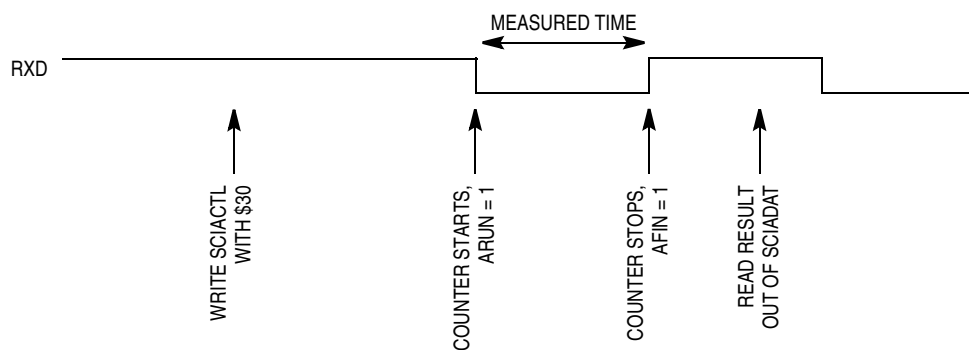 MEASURED TIME
RXD
WRITE SCIACTL
WITH $30
COUNTER STARTS,
ARUN = 1
COUNTER STOPS,
AFIN = 1
READ RESULT
OUT OF SCIADAT